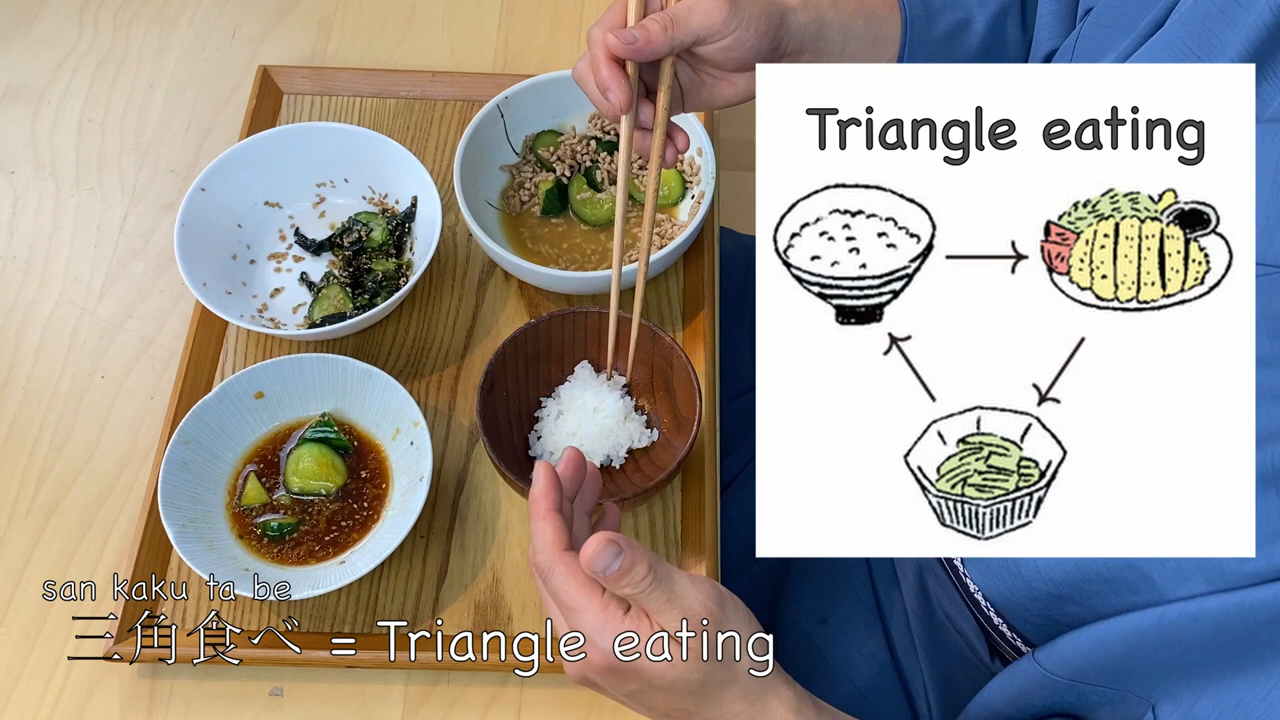 Triangle eating
san kaku ta be
三角食べ = Triangle eating